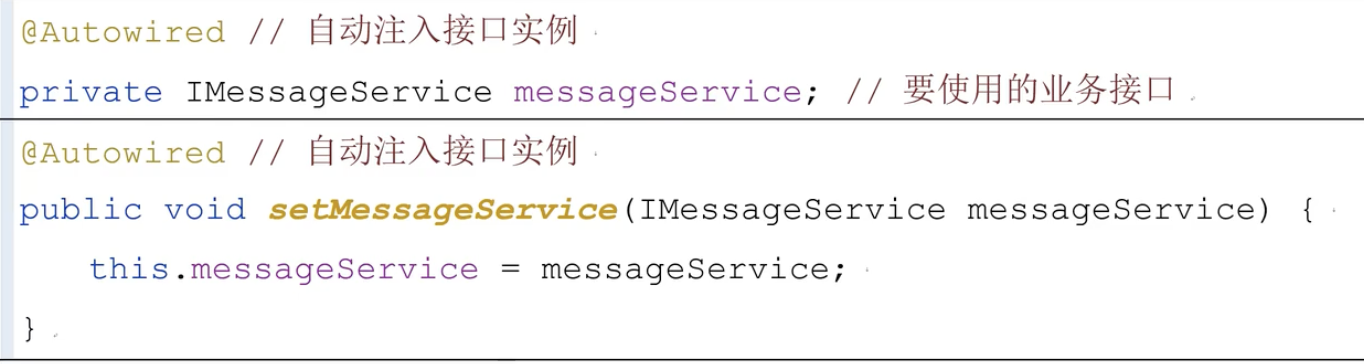 @Autowired // 自动注入接口实例
private IMessageService messageService; // 要使用的业务接口
@Autowired // 自动注入接口实例
public void setMessageService(IMessageService messageService) {
this.messageService = messageService;
}